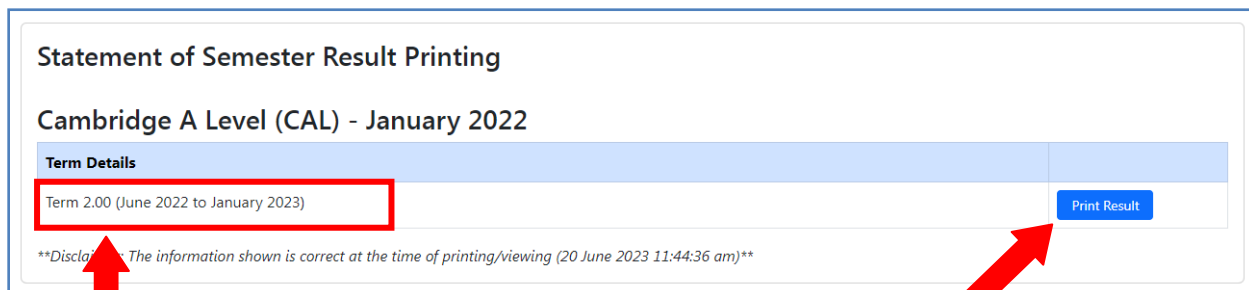 Statement of Semester Result Printing
Cambridge A Level (CAL) - January 2022
Term Details
Term 2.00 (June 2022 to January 2023)
Print Result
**Disclai The information shown is correct at the time of printing/viewing (20 June 2023 11:44:36 am)**